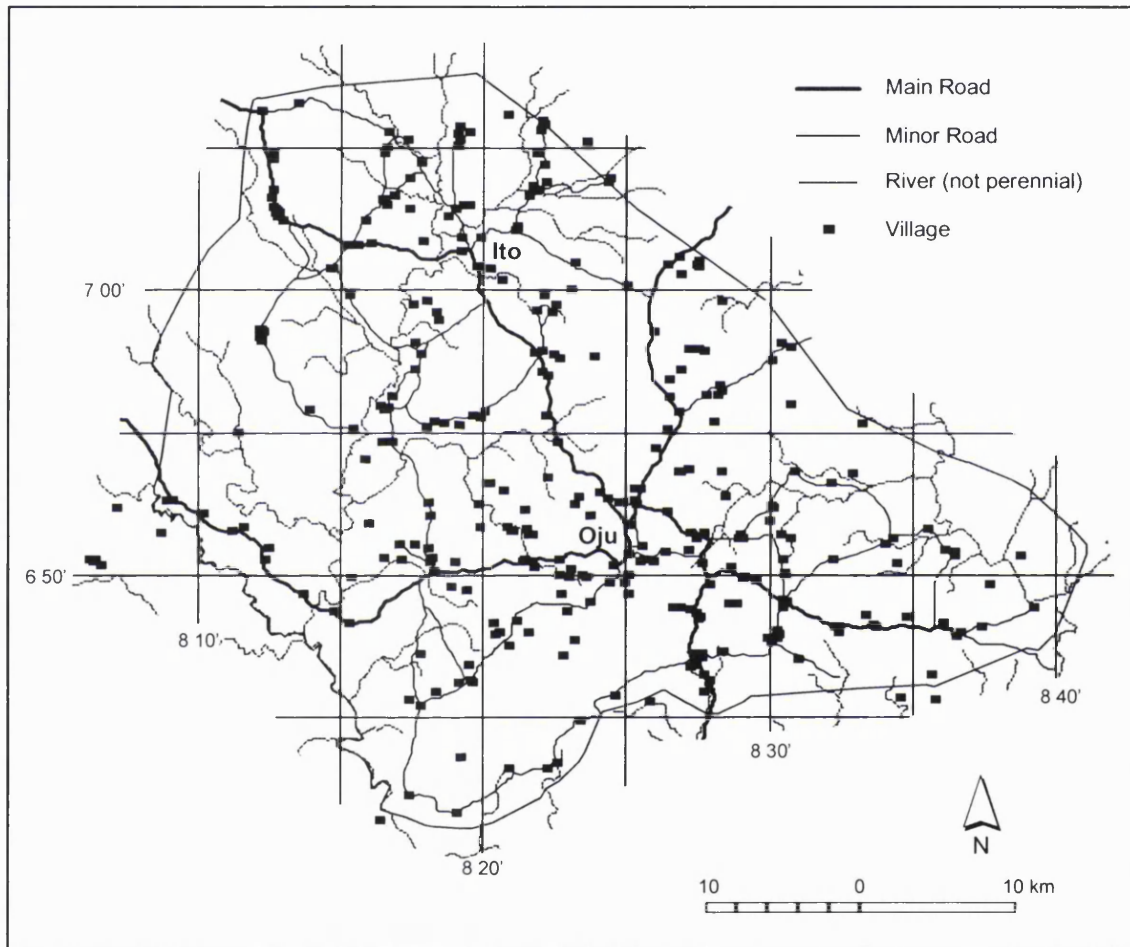 Main Road
Minor Road
River (not perennial)
Village
Ito
7 00'
Oju
6 50'
8 10'
8 40'
8 30'
8 20'
N
10 0 10 km